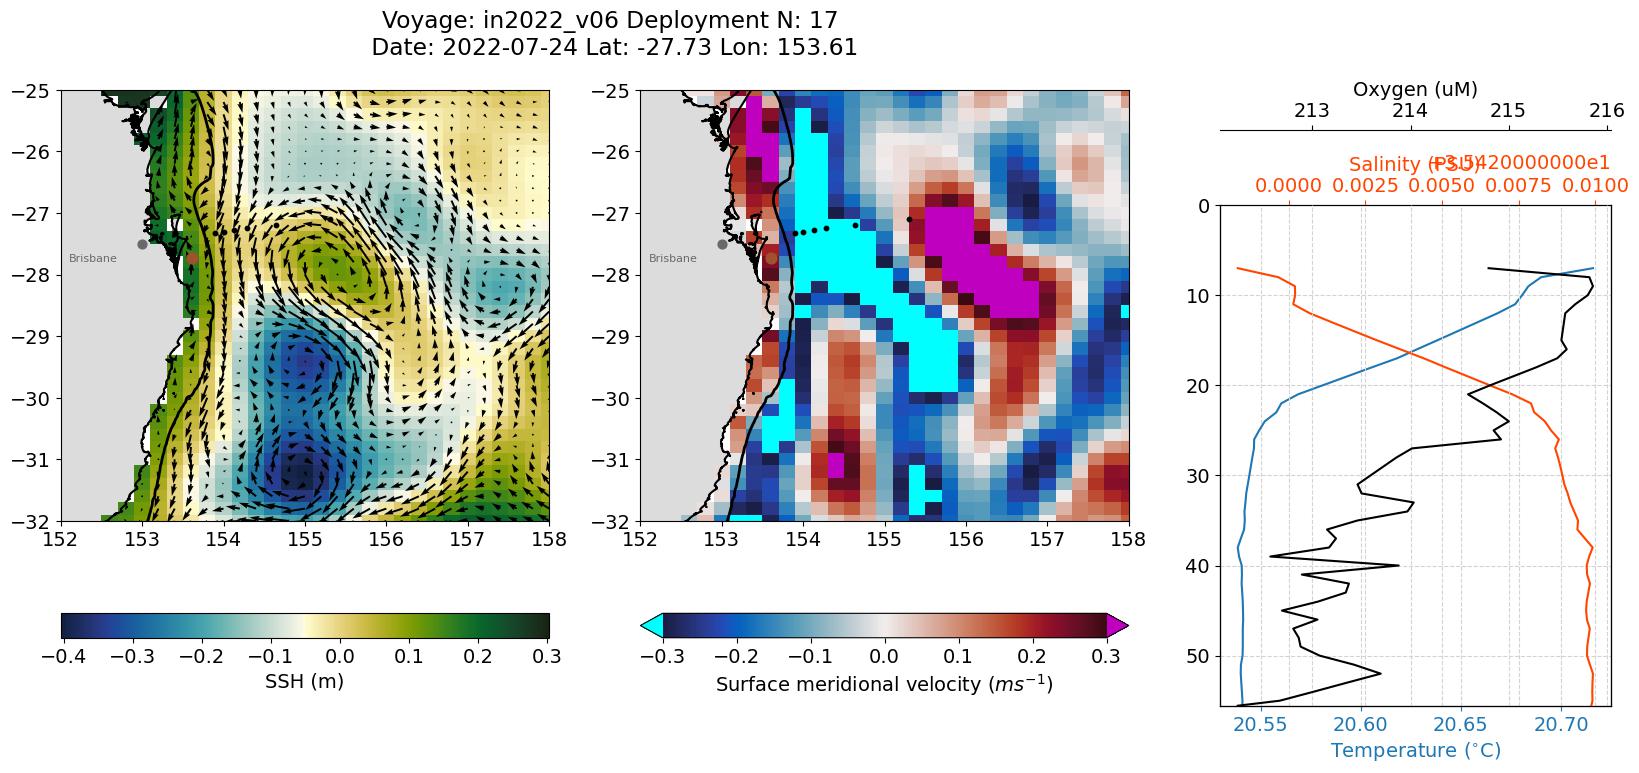 Voyage: in2022_v06 Deployment N: 17
Date: 2022-07-24 Lat: -27.73 Lon: 153.61
−25
−26
−27
−28
−29
−30
−31
−32
152 153 154 155 156 157 158
Brisbane
−0.4 −0.3 −0.2 −0.1 0.0 0.1 0.2 0.3
SSH (m)
−25
−26
−27
−28
−29
−30
−31
−32
152 153 154 155 156 157 158
Brisbane
−0.3 −0.2 −0.1 0.0 0.1 0.2 0.3
Surface meridional velocity (ms⁻¹)
Oxygen (uM)
213 214 215 216
Salinity (PSU)
+3.5420000000e1
0.0000 0.0025 0.0050 0.0075 0.0100
0
10
20
30
40
50
20.55 20.60 20.65 20.70
Temperature (°C)